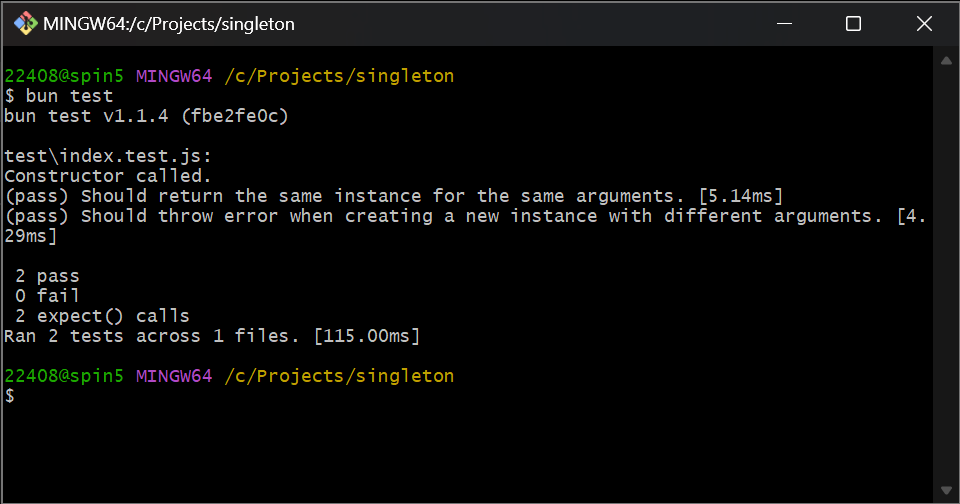 MINGW64:/c/Projects/singleton
22408@spin5 MINGW64 /c/Projects/singleton
$ bun test
bun test v1.1.4 (fbe2fe0c)
test\index.test.js:
Constructor called.
(pass) Should return the same instance for the same arguments. [5.14ms]
(pass) Should throw error when creating a new instance with different arguments. [4.
29ms]
2 pass
0 fail
2 expect() calls
Ran 2 tests across 1 files. [115.00ms]
22408@spin5 MINGW64 /c/Projects/singleton
$